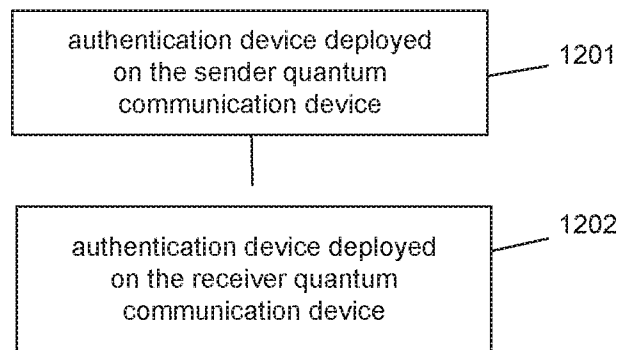 authentication device deployed
on the sender quantum
communication device
1201
authentication device deployed
on the receiver quantum
communication device
1202